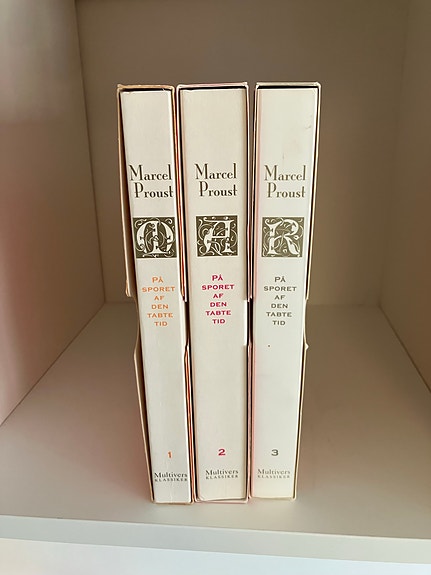 Marcel
Proust
M
PÅ
SPORET
AF
DEN
TABTE
TID
1
Multivers
KLASSIKER
Marcel
Proust
A
PÅ
SPORET
AF
DEN
TABTE
TID
2
Multivers
KLASSIKER
Marcel
Proust
R
PÅ
SPORET
AF
DEN
TABTE
TID
3
Multivers
KLASSIKER